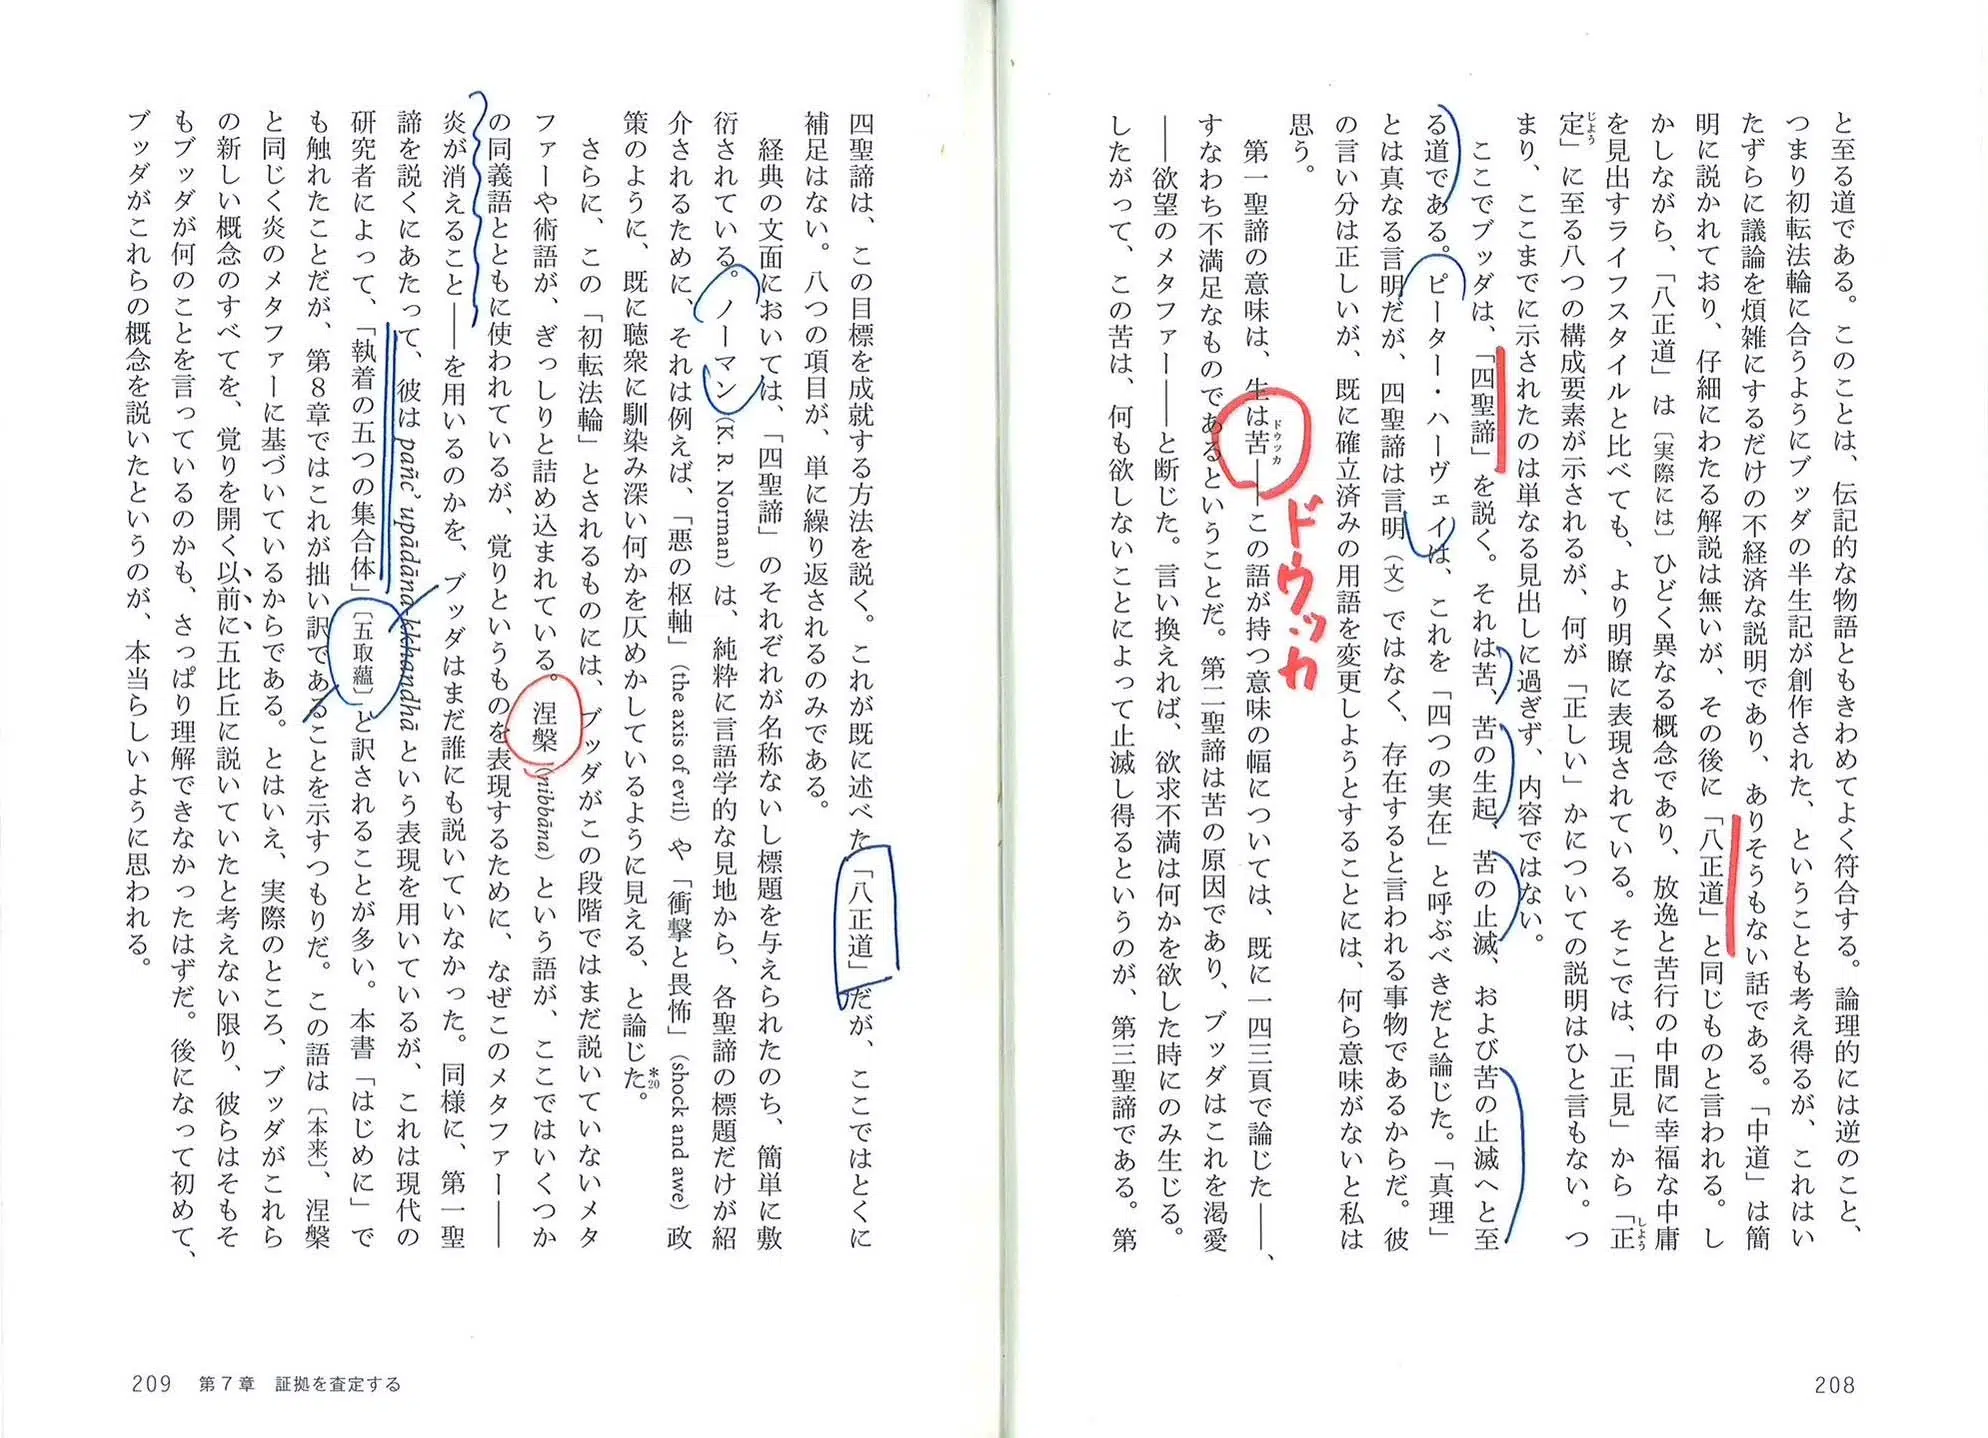 と至る道である。このことは、伝記的な物語ともきわめてよく符合する。論理的には逆のこと、
つまり初転法輪に合うようにブッダの半生記が創作された、ということも考え得るが、これはい
たずらに議論を煩雑にするだけの不経済な説明であり、ありそうもない話である。「中道」は簡
明に説かれており、仔細にわたる解説は無いが、その後に「八正道」と同じものと言われる。し
かしながら、「八正道」は〔実際には〕ひどく異なる概念であり、放逸と苦行の中間に幸福な中庸
を見出すライフスタイルと比べても、より明瞭に表現されている。そこでは、「正見」から「正しよう
定じよう」に至る八つの構成要素が示されるが、何が「正しい」かについての説明はひと言もない。つ
まり、ここまでに示されたのは単なる見出しに過ぎず、内容ではない。
ここでブッダは、「四聖諦」を説く。それは苦、苦の生起、苦の止滅、および苦の止滅へと至
る道である。ピーター・ハーヴェイは、これを「四つの実在」と呼ぶべきだと論じた。「真理」
とは真なる言明だが、四聖諦は言明（文）ではなく、存在すると言われる事物であるからだ。彼
の言い分は正しいが、既に確立済みの用語を変更しようとすることには、何ら意味がないと私は
思う。
第一聖諦の意味は、生は苦ドウツカ――この語が持つ意味の幅については、既に一四三頁で論じた――、
ドウッカ
すなわち不満足なものであるということだ。第二聖諦は苦の原因であり、ブッダはこれを渇愛
――欲望のメタファー――と断じた。言い換えれば、欲求不満は何かを欲した時にのみ生じる。
したがって、この苦は、何も欲しないことによって止滅し得るというのが、第三聖諦である。第
208
四聖諦は、この目標を成就する方法を説く。これが既に述べた「八正道」だが、ここではとくに
補足はない。八つの項目が、単に繰り返されるのみである。
経典の文面においては、「四聖諦」のそれぞれが名称ないし標題を与えられたのち、簡単に敷
衍されている。ノーマン（K. R. Norman）は、純粋に言語学的な見地から、各聖諦の標題だけが紹
介されるために、それは例えば、「悪の枢軸」（the axis of evil）や「衝撃と畏怖」（shock and awe）政
策のように、既に聴衆に馴染み深い何かを仄めかしているように見える、と論じた*20。
さらに、この「初転法輪」とされるものには、ブッダがこの段階ではまだ説いていないメタ
ファーや術語が、ぎっしりと詰め込まれている。涅槃（nibbāna）という語が、ここではいくつか
の同義語とともに使われているが、覚りというものを表現するために、なぜこのメタファー――
炎が消えること――を用いるのかを、ブッダはまだ誰にも説いていなかった。同様に、第一聖
諦を説くにあたって、彼は pañc' upādāna-kkhandhā という表現を用いているが、これは現代の
研究者によって、「執着の五つの集合体」〔五取蘊〕と訳されることが多い。本書「はじめに」で
も触れたことだが、第８章ではこれが拙い訳であることを示すつもりだ。この語は〔本来〕、涅槃
と同じく炎のメタファーに基づいているからである。とはいえ、実際のところ、ブッダがこれら
の新しい概念のすべてを、覚りを開く以前に五比丘に説いていたと考えない限り、彼らはそもそ
もブッダが何のことを言っているのかも、さっぱり理解できなかったはずだ。後になって初めて、
ブッダがこれらの概念を説いたというのが、本当らしいように思われる。
209 第７章 証拠を査定する